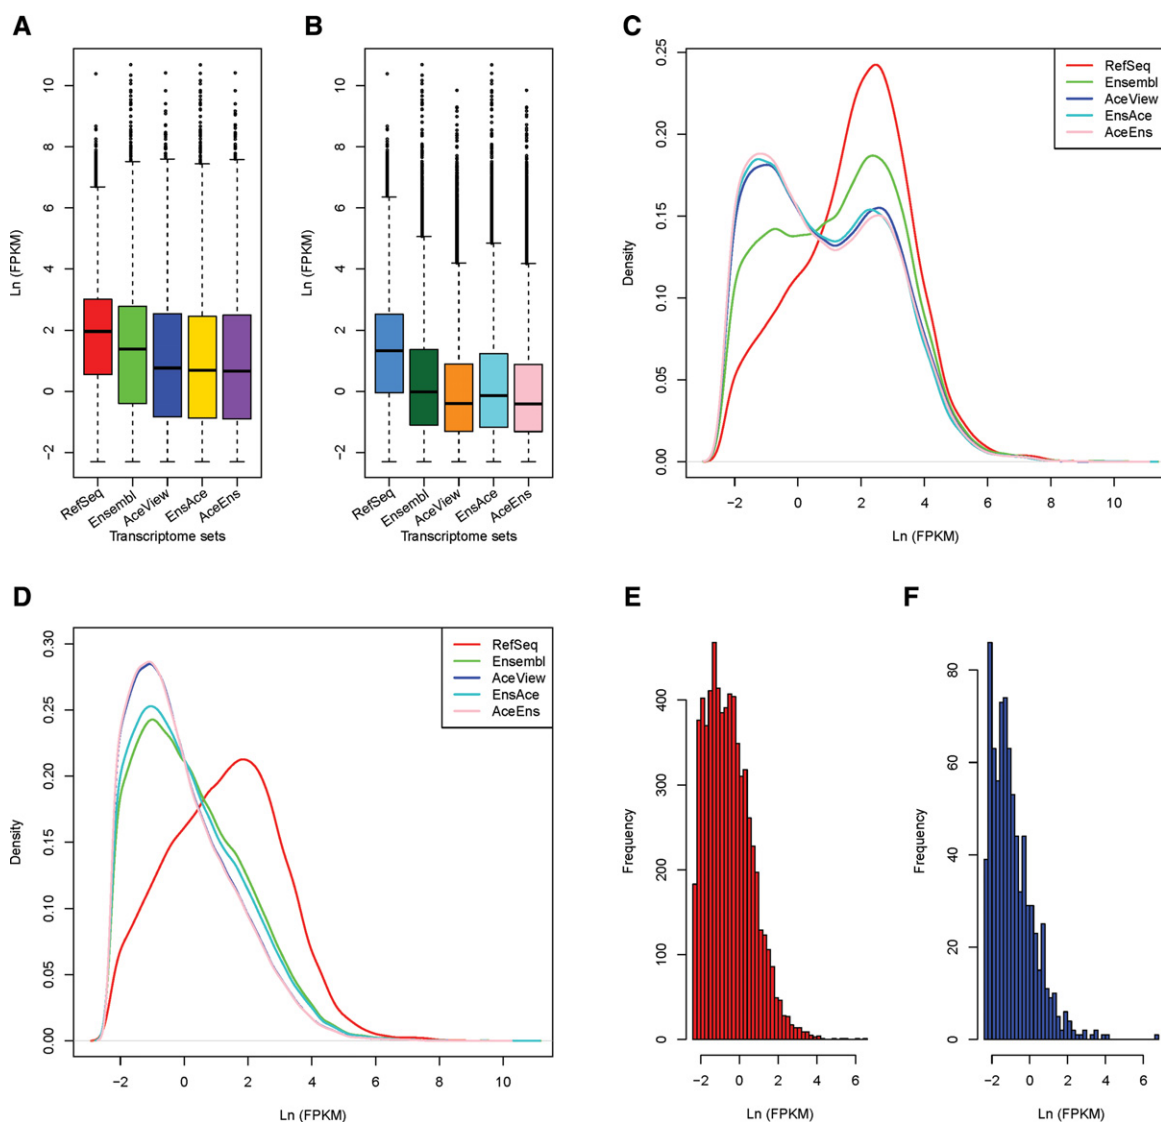 A
Ln (FPKM)
10
8
6
4
2
0
−2
RefSeq
Ensembl
AceView
EnsAce
AceEns
Transcriptome sets
B
Ln (FPKM)
10
8
6
4
2
0
−2
RefSeq
Ensembl
AceView
EnsAce
AceEns
Transcriptome sets
C
Density
0.25
0.20
0.15
0.10
0.05
0.00
RefSeq
Ensembl
AceView
EnsAce
AceEns
−2 0 2 4 6 8 10
Ln (FPKM)
D
Density
0.30
0.25
0.20
0.15
0.10
0.05
0.00
RefSeq
Ensembl
AceView
EnsAce
AceEns
−2 0 2 4 6 8 10
Ln (FPKM)
E
Frequency
400
300
200
100
0
−2 0 2 4 6
Ln (FPKM)
F
Frequency
80
60
40
20
0
−2 0 2 4 6
Ln (FPKM)